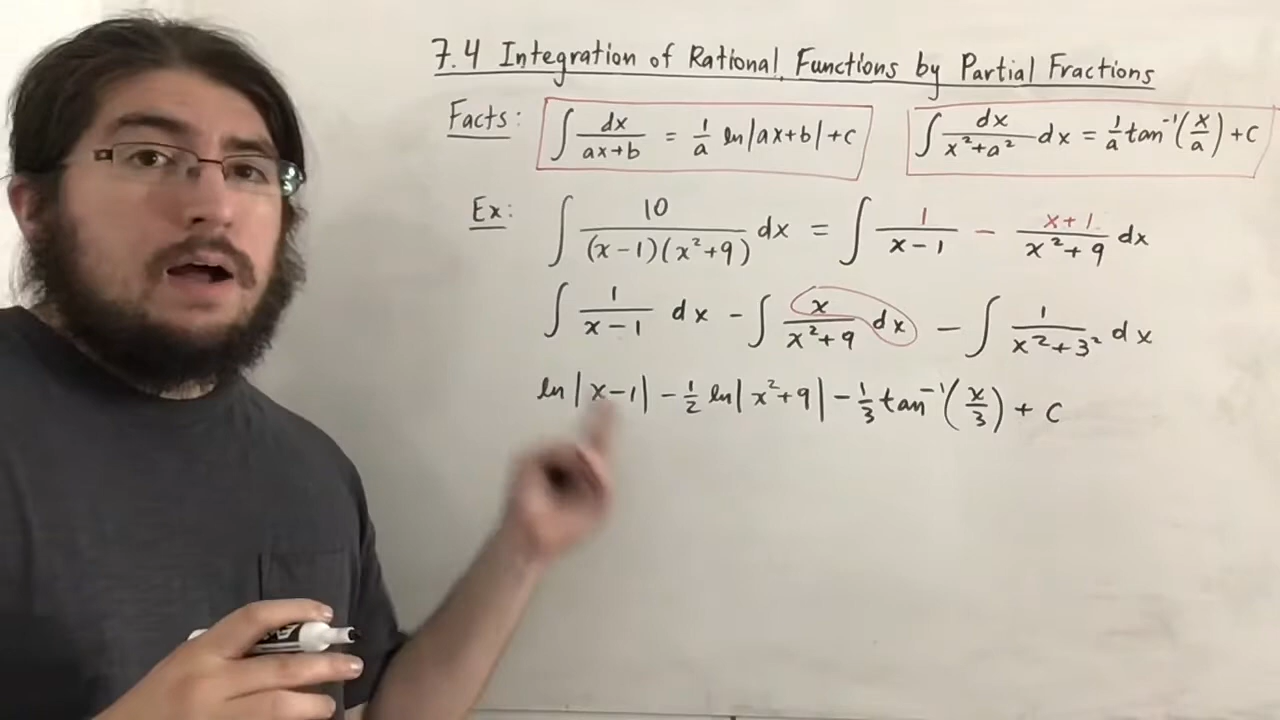 7.4 Integration of Rational Functions by Partial Fractions
Facts: ∫ dx/(ax+b) = 1/a ln|ax+b| + C   ∫ dx/(x²+a²) dx = 1/a tan⁻¹(x/a) + C
Ex: ∫ 10/((x-1)(x²+9)) dx = ∫ 1/(x-1) - (x+1)/(x²+9) dx
∫ 1/(x-1) dx - ∫ x/(x²+9) dx - ∫ 1/(x²+3²) dx
ln|x-1| - 1/2 ln|x²+9| - 1/3 tan⁻¹(x/3) + C